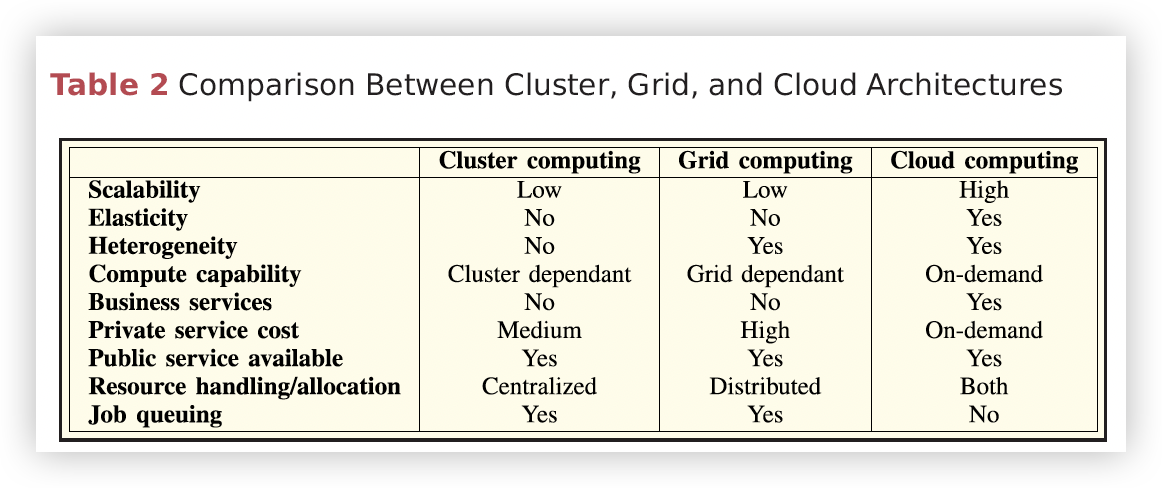 Table 2 Comparison Between Cluster, Grid, and Cloud Architectures
Cluster computing Grid computing Cloud computing
Scalability Low Low High
Elasticity No No Yes
Heterogeneity No Yes Yes
Compute capability Cluster dependant Grid dependant On-demand
Business services No No Yes
Private service cost Medium High On-demand
Public service available Yes Yes Yes
Resource handling/allocation Centralized Distributed Both
Job queuing Yes Yes No